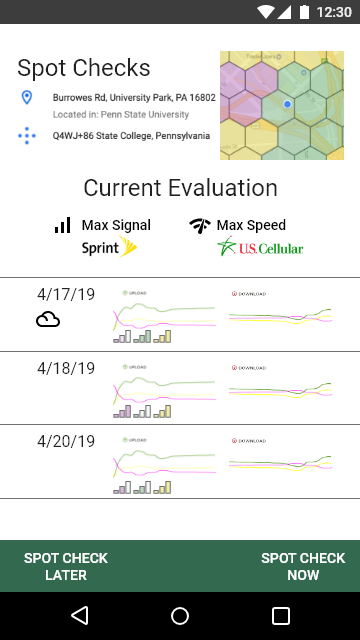 12:30
Spot Checks
Burrowes Rd, University Park, PA 16802
Located in: Penn State University
Q4WJ+86 State College, Pennsylvania
Current Evaluation
Max Signal
Max Speed
Sprint
U.S. Cellular
4/17/19
UPLOAD
DOWNLOAD
4/18/19
UPLOAD
DOWNLOAD
4/20/19
UPLOAD
DOWNLOAD
SPOT CHECK
LATER
SPOT CHECK
NOW